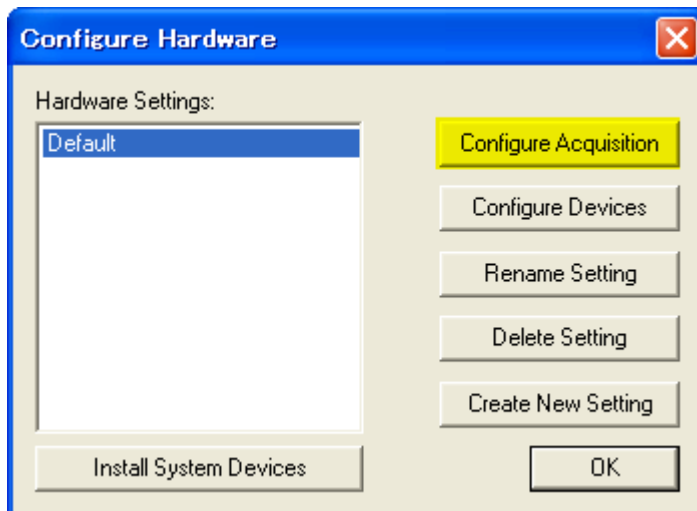 Configure Hardware
Hardware Settings:
Default
Configure Acquisition
Configure Devices
Rename Setting
Delete Setting
Create New Setting
Install System Devices
OK